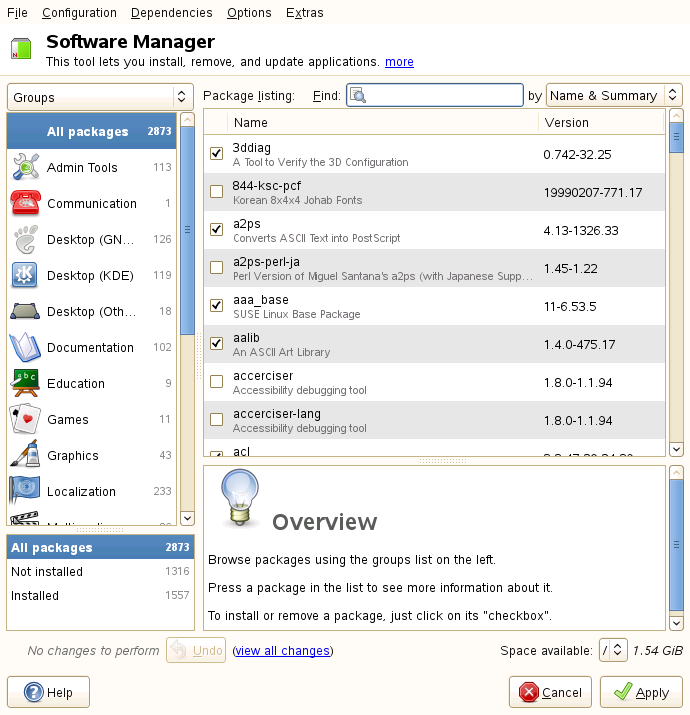 File Configuration Dependencies Options Extras
Software Manager
This tool lets you install, remove, and update applications. more
Groups
Package listing: Find: by Name & Summary
All packages 2873
Admin Tools 113
Communication 1
Desktop (GN... 126
Desktop (KDE) 119
Desktop (Oth... 18
Documentation 102
Education 9
Games 11
Graphics 43
Localization 233
All packages 2873
Not installed 1316
Installed 1557
Name Version
3ddiag 0.742-32.25
A Tool to Verify the 3D Configuration
844-ksc-pcf 19990207-771.17
Korean 8x4x4 Johab Fonts
a2ps 4.13-1326.33
Converts ASCII Text into PostScript
a2ps-perl-ja 1.45-1.22
Perl Version of Miguel Santana's a2ps (with Japanese Supp...
aaa_base 11-6.53.5
SUSE Linux Base Package
aalib 1.4.0-475.17
An ASCII Art Library
accerciser 1.8.0-1.1.94
Accessibility debugging tool
accerciser-lang 1.8.0-1.1.94
Accessibility debugging tool
acl
Overview
Browse packages using the groups list on the left.
Press a package in the list to see more information about it.
To install or remove a package, just click on its "checkbox".
No changes to perform Undo (view all changes) Space available: / 1.54 GiB
Help Cancel Apply